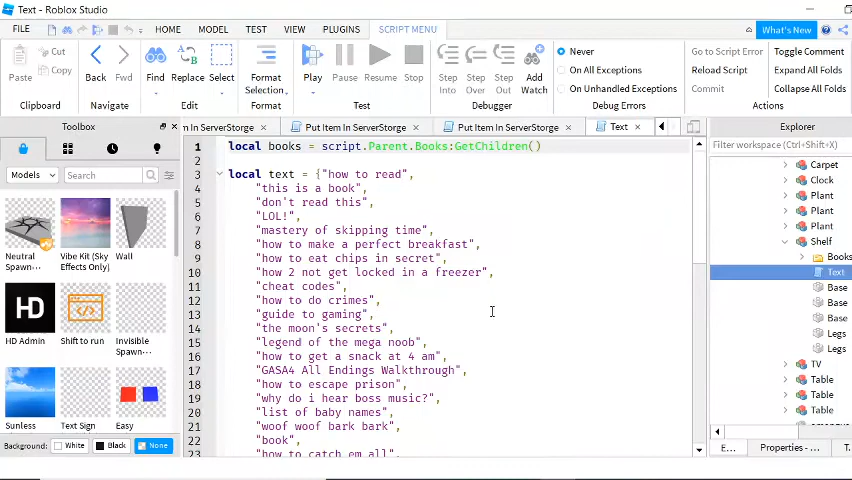 Text - Roblox Studio
FILE HOME MODEL TEST VIEW PLUGINS SCRIPT MENU What's New
Paste Cut Copy
Back Fwd
Find Replace Select
Format Selection
Play Pause Resume Stop
Step Into Step Over Step Out Add Watch
Never
On All Exceptions
On Unhandled Exceptions
Go to Script Error Toggle Comment
Reload Script Expand All Folds
Commit Collapse All Folds
Clipboard Navigate Edit Test Debugger Debug Errors Actions
Toolbox
m In ServerStorge Put Item In ServerStorge Put Item In ServerStorge Text
Explorer
Filter workspace (Ctrl+Shift+X)
Models Search
Neutral Spawn...
Vibe Kit (Sky Effects Only)
Wall
HD
HD Admin
Shift to run
Invisible Spawn...
Sunless
Text Sign
Easy
Background: White Black None
1 local books = script.Parent.Books:GetChildren()
2
3 local text = {"how to read",
4 "this is a book",
5 "don't read this",
6 "LOL!",
7 "mastery of skipping time",
8 "how to make a perfect breakfast",
9 "how to eat chips in secret",
10 "how 2 not get locked in a freezer",
11 "cheat codes",
12 "how to do crimes",
13 "guide to gaming",
14 "the moon's secrets",
15 "legend of the mega noob",
16 "how to get a snack at 4 am",
17 "GASA4 All Endings Walkthrough",
18 "how to escape prison",
19 "why do i hear boss music?",
20 "list of baby names",
21 "woof woof bark bark",
22 "book",
23 "how to catch em all",
Carpet
Clock
Plant
Plant
Plant
Shelf
Books
Text
Base
Base
Base
Legs
Legs
TV
Table
Table
Table
E... Properties - ... T.